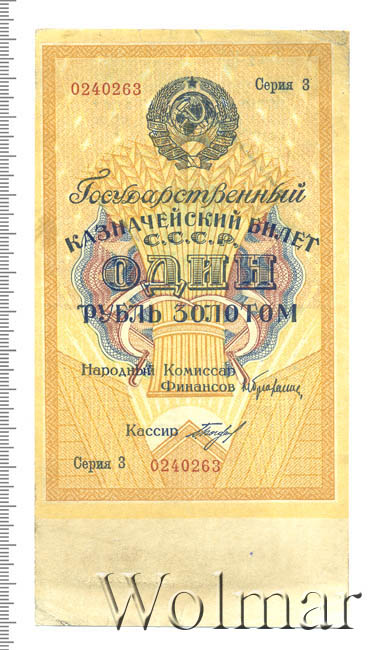 0240263 Серия 3
Государственный
КАЗНАЧЕЙСКИЙ БИЛЕТ
С.С.С.Р.
ОДИН
РУБЛЬ ЗОЛОТОМ
Народный Комиссар
Финансов
Кассир
Серия 3 0240263
Wolmar